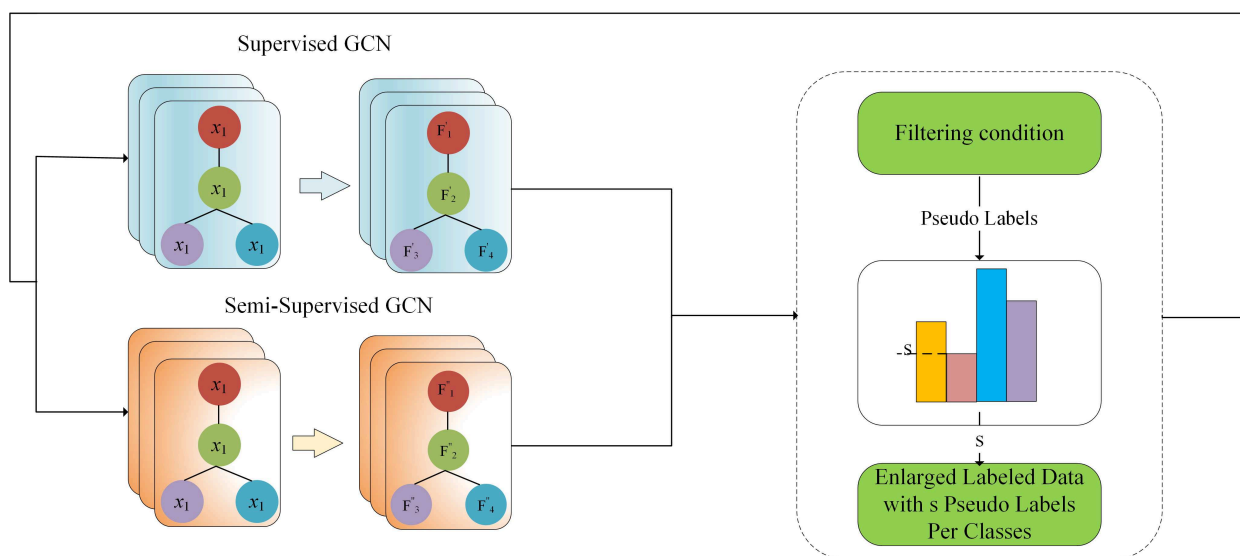 Supervised GCN
x₁
x₁
x₁ x₁
F'₁
F'₂
F'₃ F'₄
Semi-Supervised GCN
x₁
x₁
x₁ x₁
F''₁
F''₂
F''₃ F''₄
Filtering condition
Pseudo Labels
S
S
Enlarged Labeled Data
with s Pseudo Labels
Per Classes